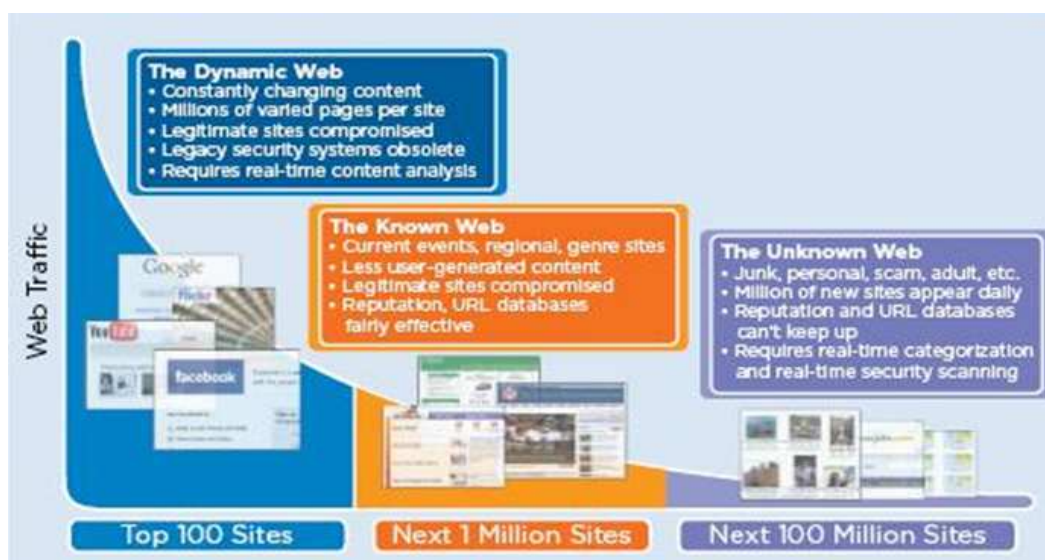 The Dynamic Web
• Constantly changing content
• Millions of varied pages per site
• Legitimate sites compromised
• Legacy security systems obsolete
• Requires real-time content analysis
The Known Web
• Current events, regional, genre sites
• Less user-generated content
• Legitimate sites compromised
• Reputation, URL databases
fairly effective
The Unknown Web
• Junk, personal, scam, adult, etc.
• Million of new sites appear daily
• Reputation and URL databases
can't keep up
• Requires real-time categorization
and real-time security scanning
Web Traffic
Google
flickr
YouTube
facebook
Top 100 Sites
Next 1 Million Sites
Next 100 Million Sites